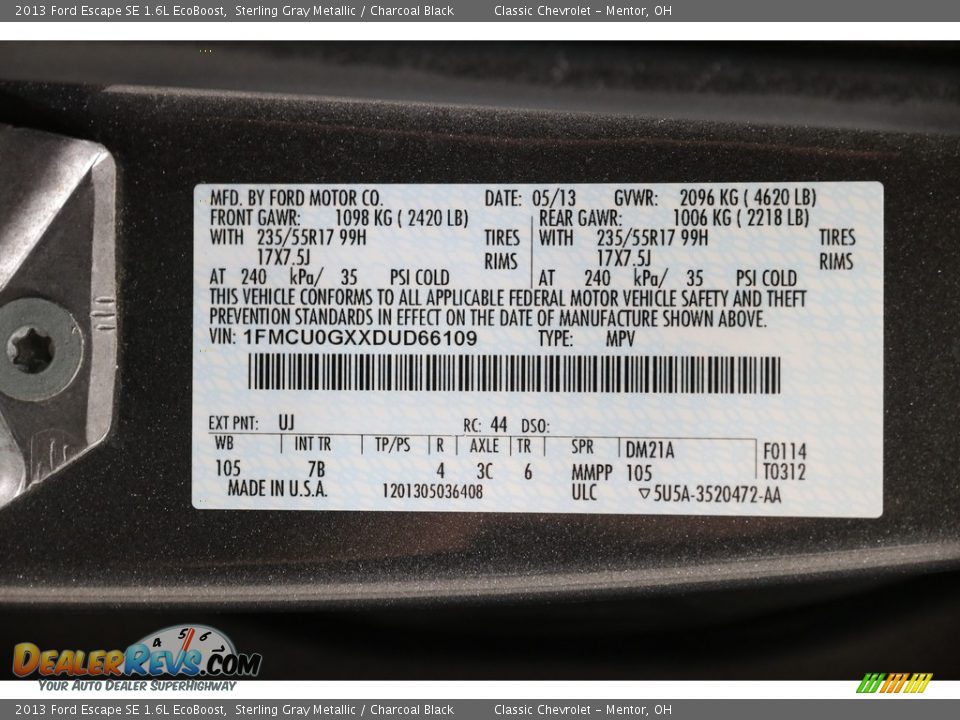 2013 Ford Escape SE 1.6L EcoBoost, Sterling Gray Metallic / Charcoal Black Classic Chevrolet – Mentor, OH
MFD. BY FORD MOTOR CO. DATE: 05/13 GVWR: 2096 KG ( 4620 LB)
FRONT GAWR: 1098 KG ( 2420 LB) REAR GAWR: 1006 KG ( 2218 LB)
WITH 235/55R17 99H TIRES WITH 235/55R17 99H TIRES
17X7.5J RIMS 17X7.5J RIMS
AT 240 kPa/ 35 PSI COLD AT 240 kPa/ 35 PSI COLD
THIS VEHICLE CONFORMS TO ALL APPLICABLE FEDERAL MOTOR VEHICLE SAFETY AND THEFT
PREVENTION STANDARDS IN EFFECT ON THE DATE OF MANUFACTURE SHOWN ABOVE.
VIN: 1FMCU0GXXDUD66109 TYPE: MPV
EXT PNT: UJ RC: 44 DSO:
WB INT TR TP/PS R AXLE TR SPR DM21A F0114
105 7B 4 3C 6 MMPP 105 T0312
MADE IN U.S.A. 1201305036408 ULC ▽5U5A-3520472-AA
4 5 6
DEALERREVS.COM
YOUR AUTO DEALER SUPERHIGHWAY
2013 Ford Escape SE 1.6L EcoBoost, Sterling Gray Metallic / Charcoal Black Classic Chevrolet – Mentor, OH